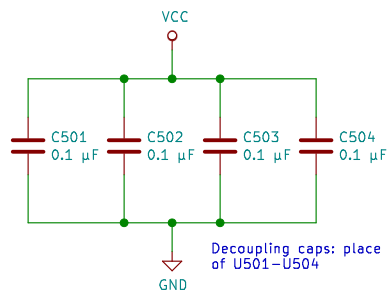 VCC
C501
0.1 µF
C502
0.1 µF
C503
0.1 µF
C504
0.1 µF
Decoupling caps: place
of U501-U504
GND